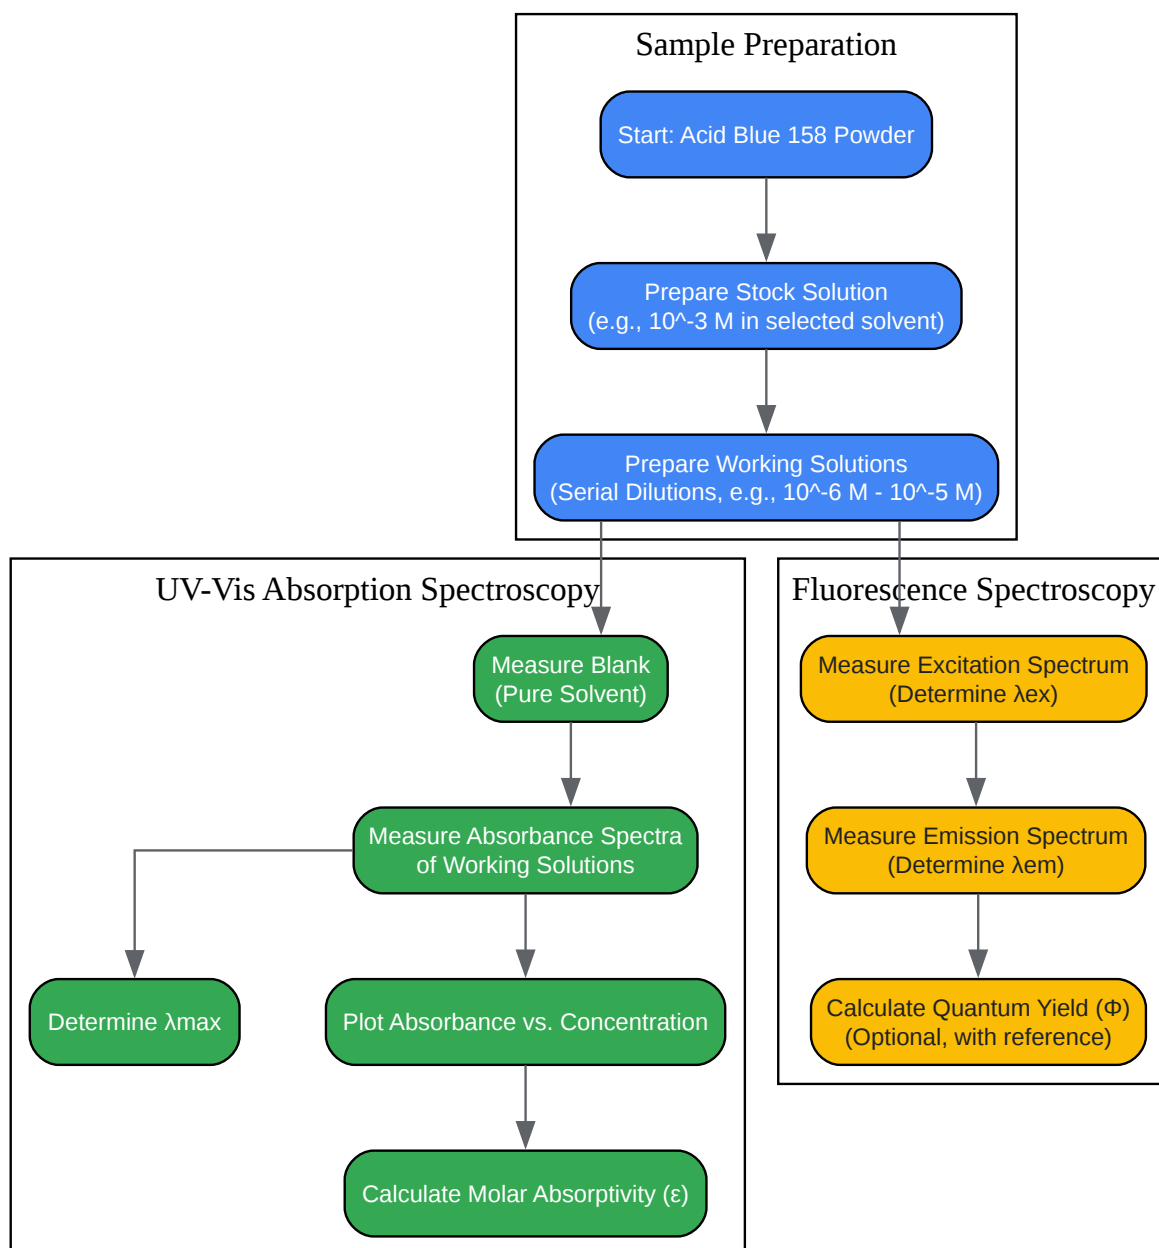 Sample Preparation
Start: Acid Blue 158 Powder
Prepare Stock Solution
(e.g., 10^-3 M in selected solvent)
Prepare Working Solutions
(Serial Dilutions, e.g., 10^-6 M - 10^-5 M)
UV-Vis Absorption Spectroscopy
Measure Blank
(Pure Solvent)
Measure Absorbance Spectra
of Working Solutions
Determine λmax
Plot Absorbance vs. Concentration
Calculate Molar Absorptivity (ε)
Fluorescence Spectroscopy
Measure Excitation Spectrum
(Determine λex)
Measure Emission Spectrum
(Determine λem)
Calculate Quantum Yield (Φ)
(Optional, with reference)